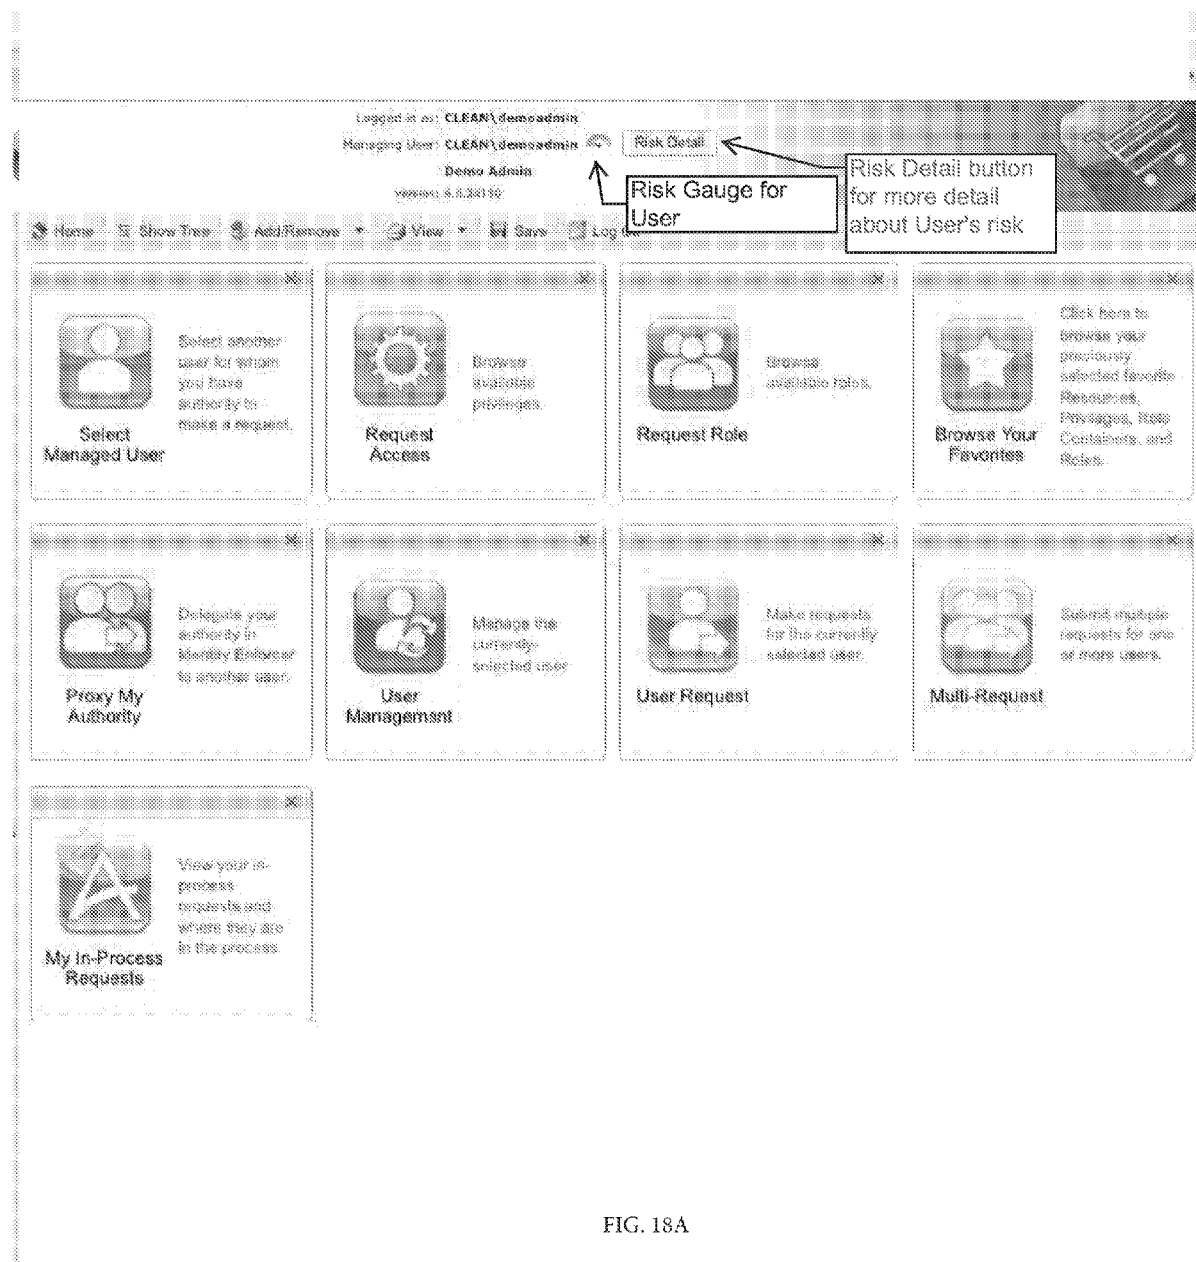 Logged in as: CLEAN\demoadmin
Managing User: CLEAN\demoadmin
Risk Detail
Demo Admin
Version:
Risk Gauge for
User
Risk Detail button
for more detail
about User's risk
Home Show Tree Add/Remove View Save Log
Select another
user for whom
you have
authority to
make a request.
Select
Managed User
Browse
available
privileges.
Request
Access
Browse
available roles.
Request Role
Click here to
browse your
previously
selected favorite
Resources,
Privileges, Role
Containers, and
Roles.
Browse Your
Favorites
Delegate your
authority in
Identity Enforcer
to another user.
Proxy My
Authority
Manage the
currently-
selected user
User
Management
Make requests
for the currently
selected user.
User Request
Submit multiple
requests for one
or more users.
Multi-Request
View your in-
process
requests and
where they are
in the process
My In-Process
Requests
FIG. 18A